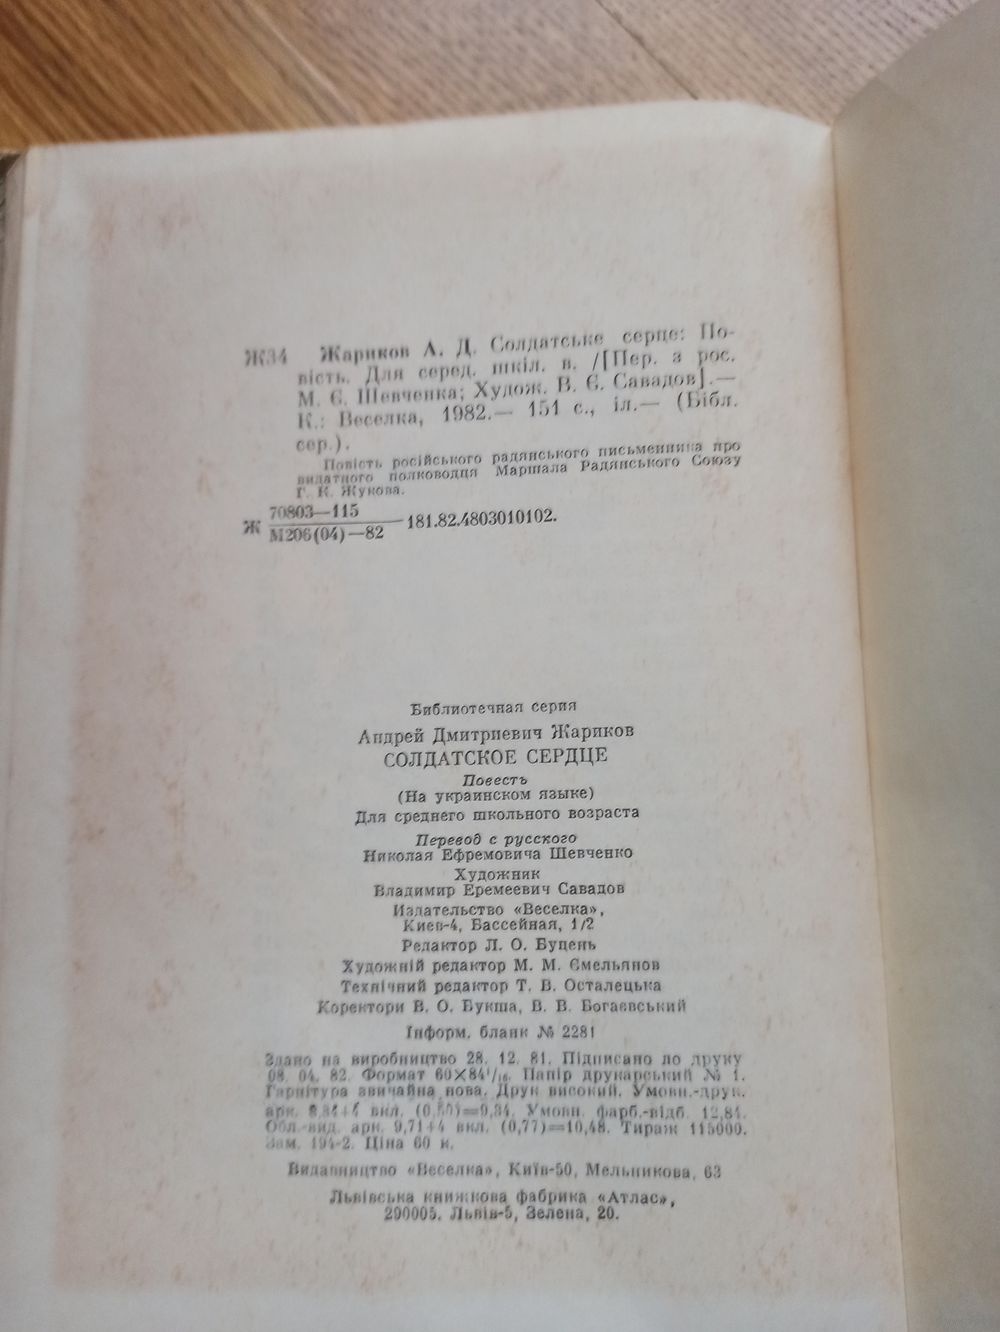 Ж34 Жариков А. Д. Солдатське серце: По-
вість. Для серед. шкіл. в. /[Пер. з рос.
М. Є. Шевченка; Худож. В. Є. Савадов].—
К.: Веселка, 1982.— 151 с., іл.— (Бібл.
сер.).
Повість російського радянського письменника про
видатного полководця Маршала Радянського Союзу
Г. К. Жукова.
70803—115
Ж 181.82.4803010102.
М206(04)—82
Библиотечная серия
Андрей Дмитриевич Жариков
СОЛДАТСКОЕ СЕРДЦЕ
Повесть
(На украинском языке)
Для среднего школьного возраста
Перевод с русского
Николая Ефремовича Шевченко
Художник
Владимир Еремеевич Савадов
Издательство «Веселка»,
Киев-4, Бассейная, 1/2
Редактор Л. О. Буцень
Художній редактор М. М. Ємельянов
Технічний редактор Т. В. Осталецька
Коректори В. О. Букша, В. В. Богаєвський
Інформ. бланк № 2281
Здано на виробництво 28. 12. 81. Підписано до друку
08. 04. 82. Формат 60×84 1/16. Папір друкарський № 1.
Гарнітура звичайна нова. Друк високий. Умовн.-друк.
арк. вкл. Умовн. фарб.-відб. 12,84.
Обл.-вид. арк. 9,71+4 вкл. (0,77)=10,48. Тираж 115000.
Зам. 194-2. Ціна 60 к.
Видавництво «Веселка», Київ-50, Мельникова, 63
Львівська книжкова фабрика «Атлас»,
290005. Львів-5, Зелена, 20.